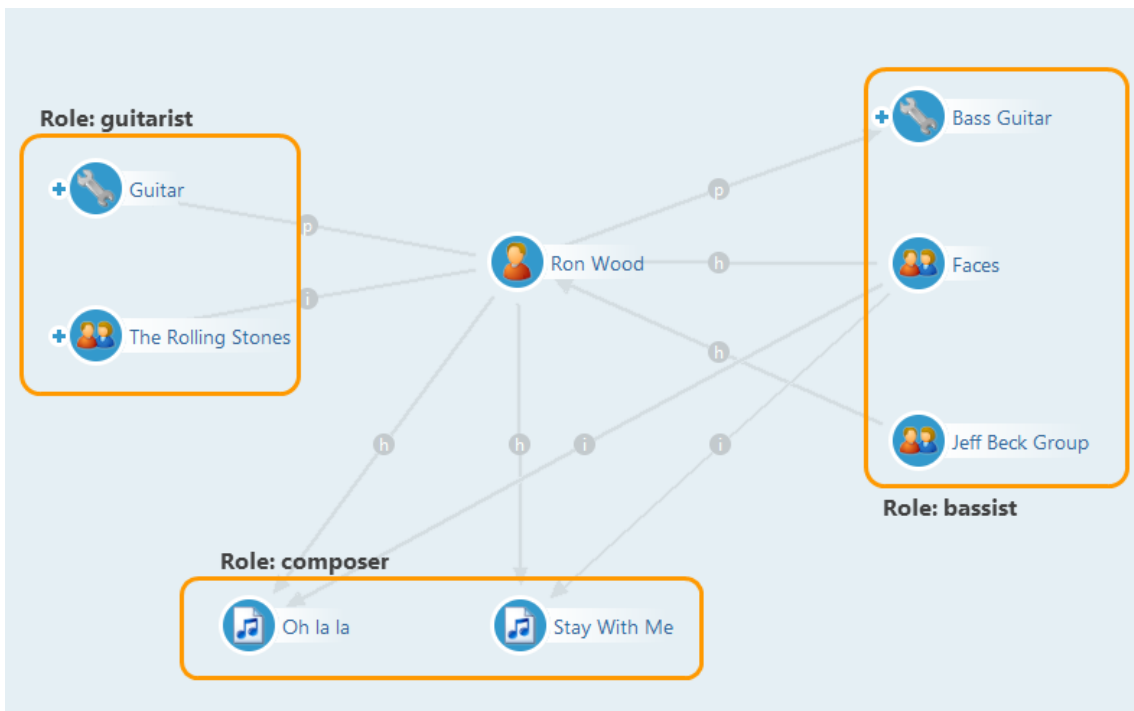 Role: guitarist
Guitar
The Rolling Stones
p
i
Ron Wood
p
h
h
Bass Guitar
Faces
Jeff Beck Group
Role: bassist
h
h
i
i
Role: composer
Oh la la
Stay With Me